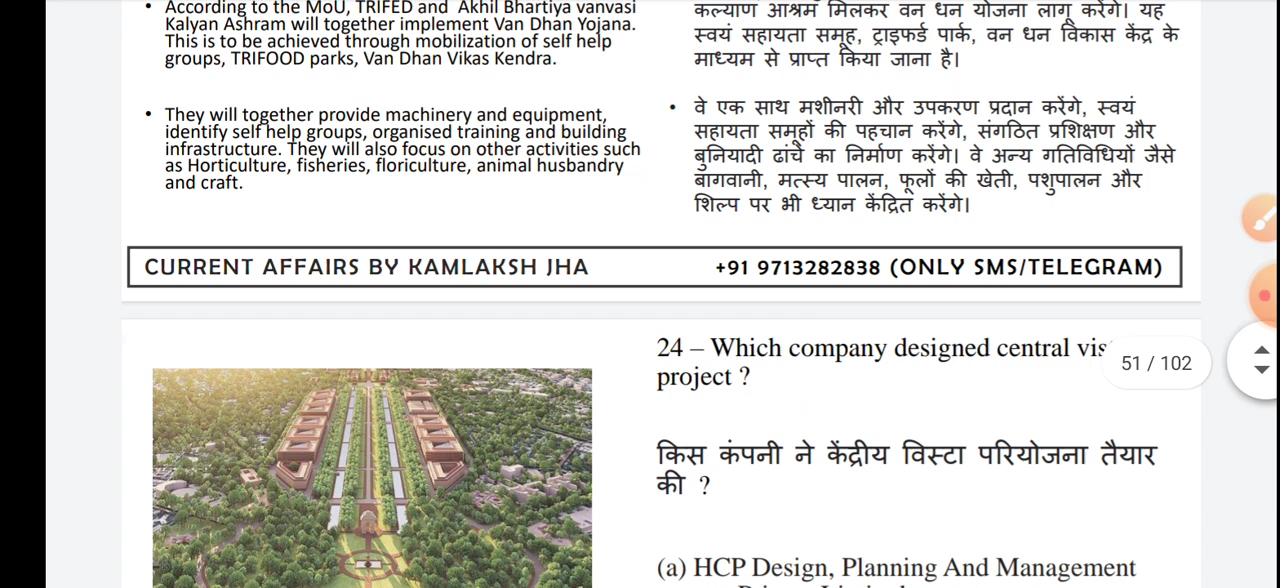 According to the MoU, TRIFED and Akhil Bhartiya vanvasi
Kalyan Ashram will together implement Van Dhan Yojana.
This is to be achieved through mobilization of self help
groups, TRIFOOD parks, Van Dhan Vikas Kendra.
• They will together provide machinery and equipment,
identify self help groups, organised training and building
infrastructure. They will also focus on other activities such
as Horticulture, fisheries, floriculture, animal husbandry
and craft.
कल्याण आश्रम मिलकर वन धन योजना लागू करेंगे। यह
स्वयं सहायता समूह, ट्राइफर्ड पार्क, वन धन विकास केंद्र के
माध्यम से प्राप्त किया जाना है।
• वे एक साथ मशीनरी और उपकरण प्रदान करेंगे, स्वयं
सहायता समूहों की पहचान करेंगे, संगठित प्रशिक्षण और
बुनियादी ढांचे का निर्माण करेंगे। वे अन्य गतिविधियों जैसे
बागवानी, मत्स्य पालन, फूलों की खेती, पशुपालन और
शिल्प पर भी ध्यान केंद्रित करेंगे।
CURRENT AFFAIRS BY KAMLAKSH JHA +91 9713282838 (ONLY SMS/TELEGRAM)
24 – Which company designed central vis
project ?
51 / 102
किस कंपनी ने केंद्रीय विस्टा परियोजना तैयार
की ?
(a) HCP Design, Planning And Management